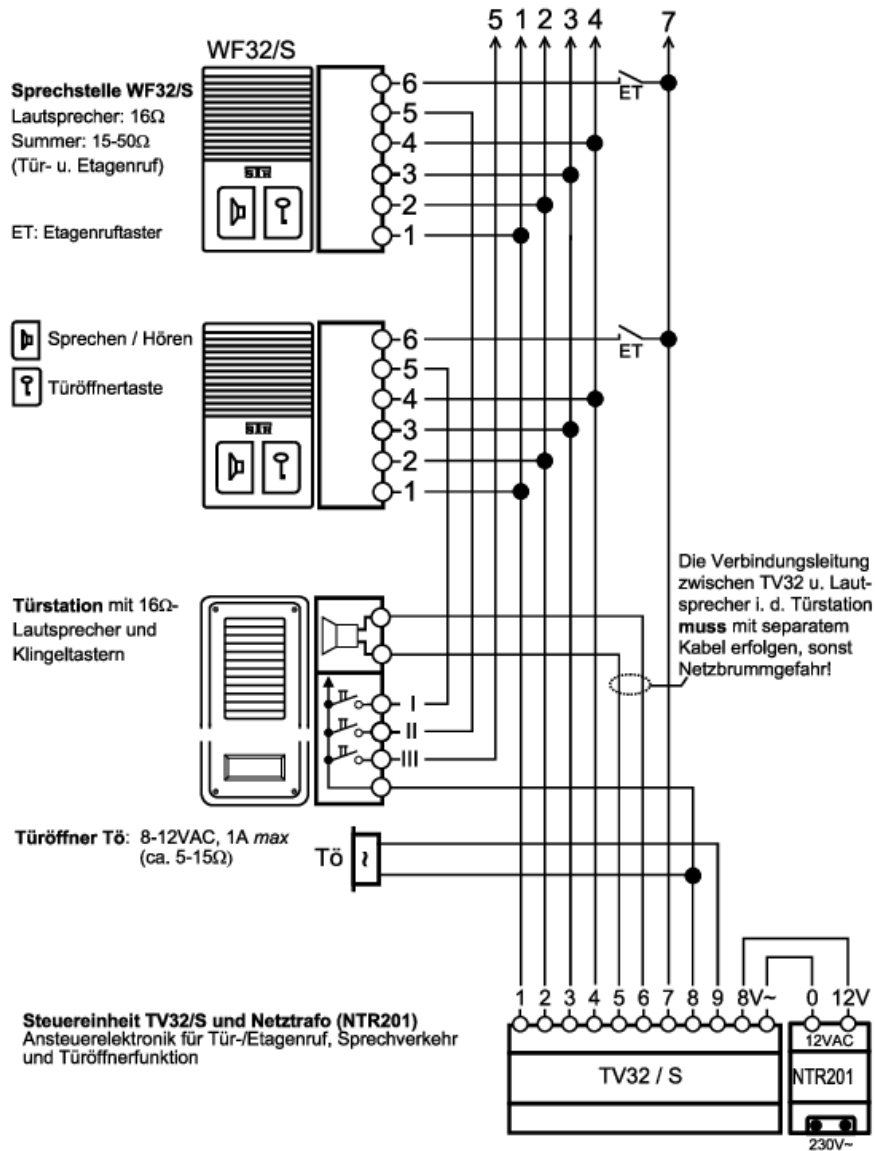 5 1 2 3 4 7
WF32/S
Sprechstelle WF32/S
Lautsprecher: 16Ω
Summer: 15-50Ω
(Tür- u. Etagenruf)
ET: Etagenruftaster
STR
6
5
4
3
2
1
ET
Sprechen / Hören
Türöffnertaste
STR
6
5
4
3
2
1
ET
Die Verbindungsleitung
zwischen TV32 u. Laut-
sprecher i. d. Türstation
muss mit separatem
Kabel erfolgen, sonst
Netzbrummgefahr!
Türstation mit 16Ω-
Lautsprecher und
Klingeltastern
I
II
III
Türöffner Tö: 8-12VAC, 1A max
(ca. 5-15Ω)
Tö
~
1 2 3 4 5 6 7 8 9 8V~ 0 12V
Steuereinheit TV32/S und Netztrafo (NTR201)
Ansteuerelektronik für Tür-/Etagenruf, Sprechverkehr
und Türöffnerfunktion
12VAC
TV32 / S
NTR201
230V~